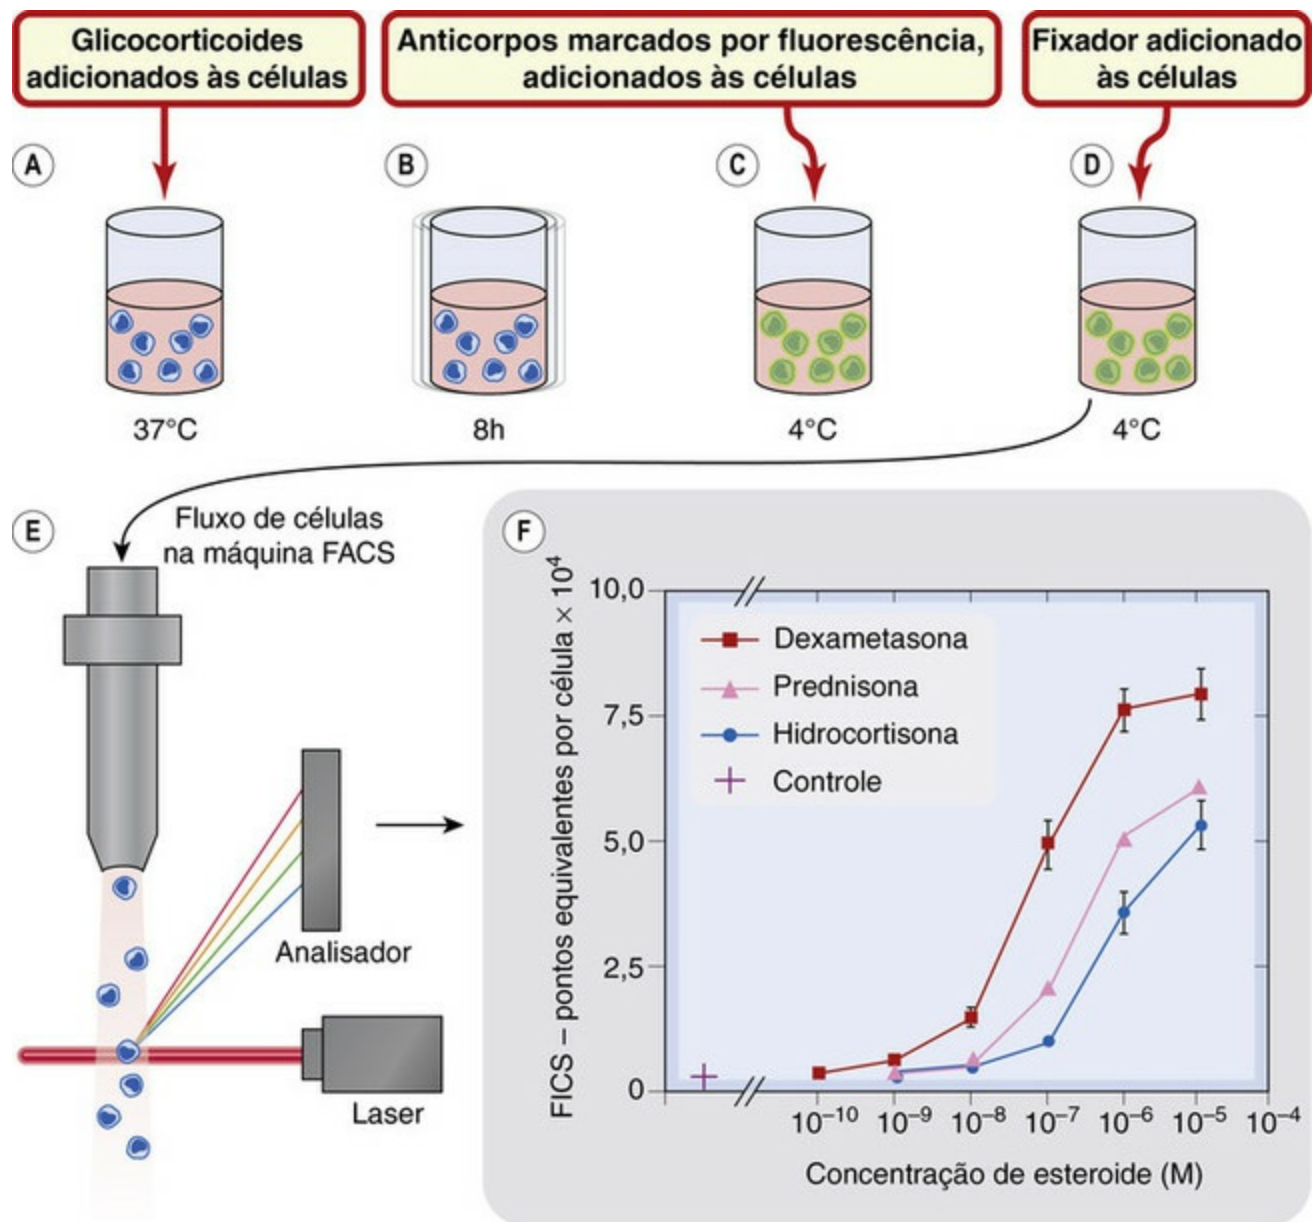 Glicocorticoides
adicionados às células
Anticorpos marcados por fluorescência,
adicionados às células
Fixador adicionado
às células
A
B
C
D
37°C
8h
4°C
4°C
E
Fluxo de células
na máquina FACS
Analisador
Laser
F
FICS – pontos equivalentes por célula × 10⁴
10,0
7,5
5,0
2,5
0
Dexametasona
Prednisona
Hidrocortisona
Controle
10⁻¹⁰ 10⁻⁹ 10⁻⁸ 10⁻⁷ 10⁻⁶ 10⁻⁵ 10⁻⁴
Concentração de esteroide (M)